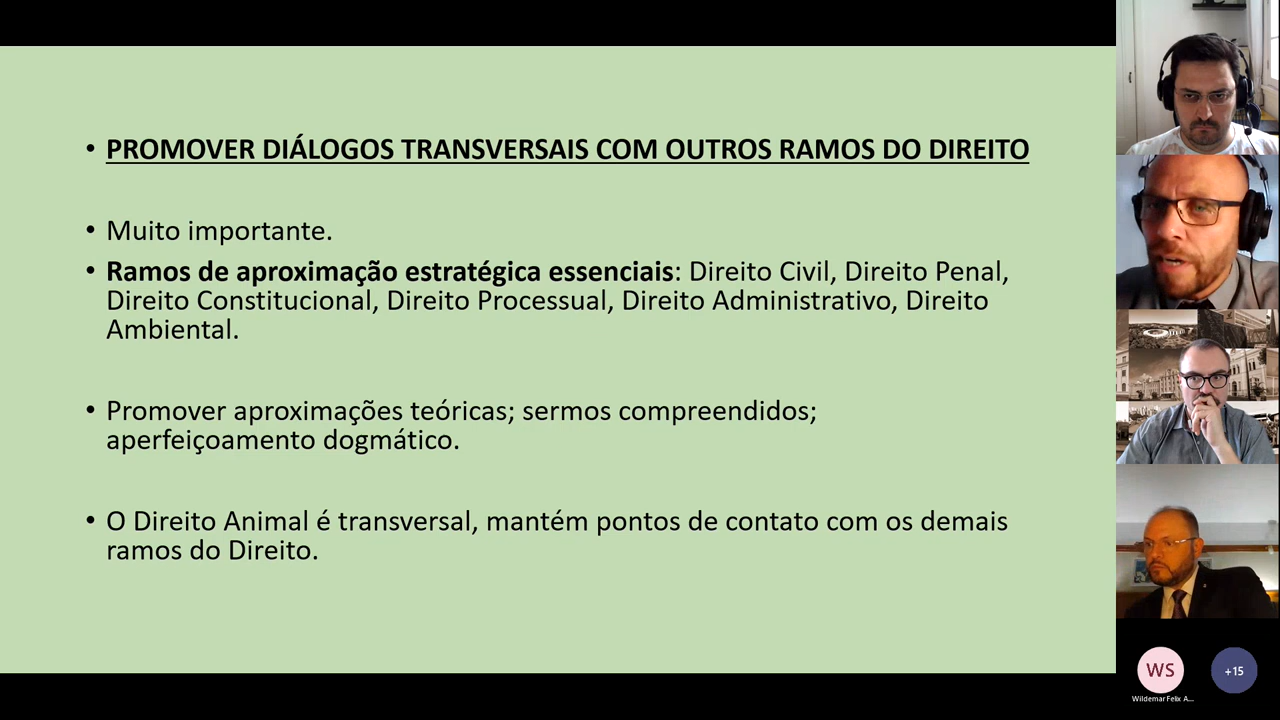 • PROMOVER DIÁLOGOS TRANSVERSAIS COM OUTROS RAMOS DO DIREITO
• Muito importante.
• Ramos de aproximação estratégica essenciais: Direito Civil, Direito Penal,
Direito Constitucional, Direito Processual, Direito Administrativo, Direito
Ambiental.
• Promover aproximações teóricas; sermos compreendidos;
aperfeiçoamento dogmático.
• O Direito Animal é transversal, mantém pontos de contato com os demais
ramos do Direito.
WS
+15
Wildemar Felix A...